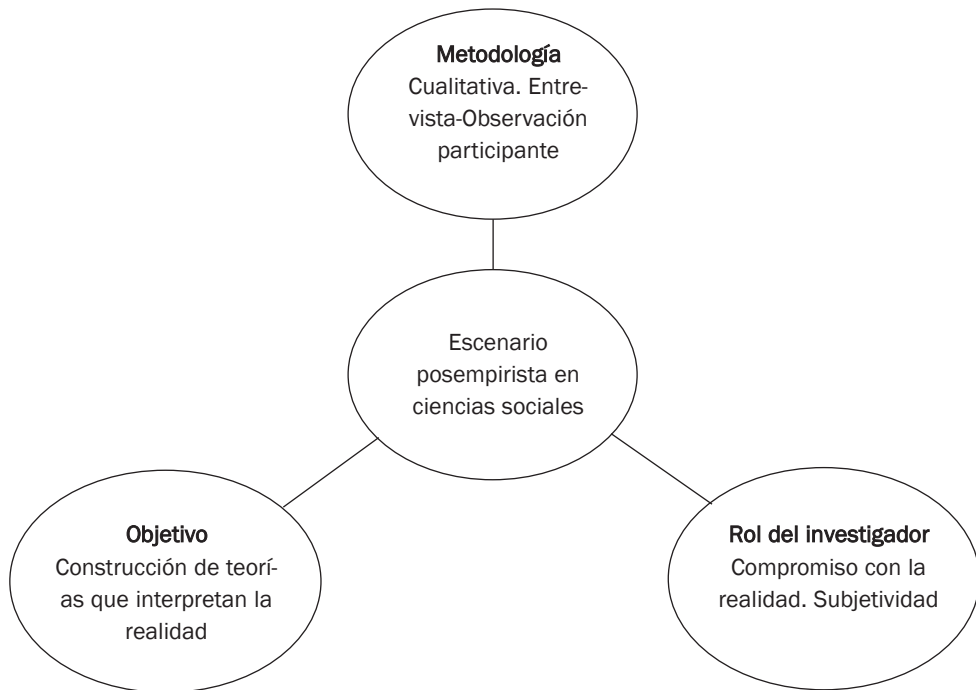 Metodología
Cualitativa. Entre-
vista-Observación
participante
Escenario
posempirista en
ciencias sociales
Objetivo
Construcción de teorí-
as que interpretan la
realidad
Rol del investigador
Compromiso con la
realidad. Subjetividad